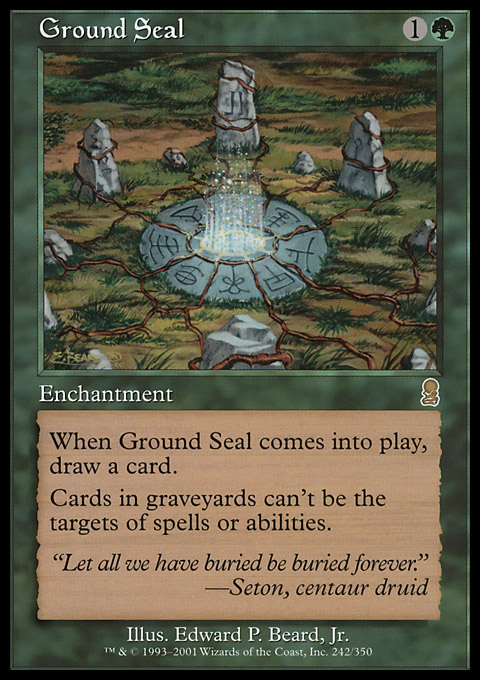 Ground Seal 1
Enchantment
When Ground Seal comes into play,
draw a card.
Cards in graveyards can't be the
targets of spells or abilities.
"Let all we have buried be buried forever."
—Seton, centaur druid
Illus. Edward P. Beard, Jr.
™ & © 1993–2001 Wizards of the Coast, Inc. 242/350